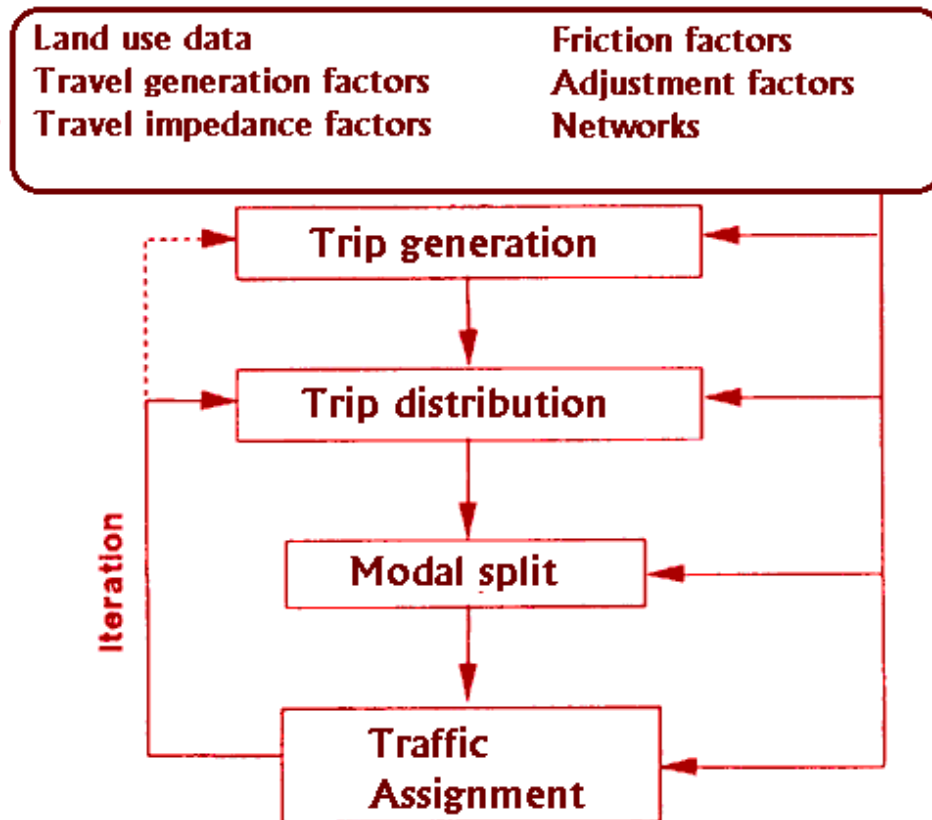 Land use data
Travel generation factors
Travel impedance factors
Friction factors
Adjustment factors
Networks
Trip generation
Trip distribution
Modal split
Traffic
Assignment
Iteration